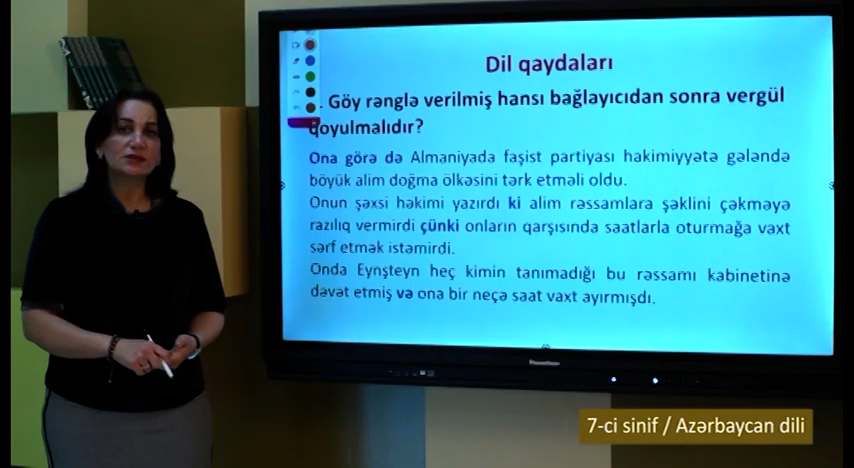 Dil qaydaları
. Göy rənglə verilmiş hansı bağlayıcıdan sonra vergül
qoyulmalıdır?
Ona görə də Almaniyada faşist partiyası hakimiyyətə gələndə
böyük alim doğma ölkəsini tərk etməli oldu.
Onun şəxsi həkimi yazırdı ki alim rəssamlara şəklini çəkməyə
razılıq vermirdi çünki onların qarşısında saatlarla oturmağa vaxt
sərf etmək istəmirdi.
Onda Eynşteyn heç kimin tanımadığı bu rəssamı kabinetinə
dəvət etmiş və ona bir neçə saat vaxt ayırmışdı.
Promethean
7-ci sinif / Azərbaycan dili